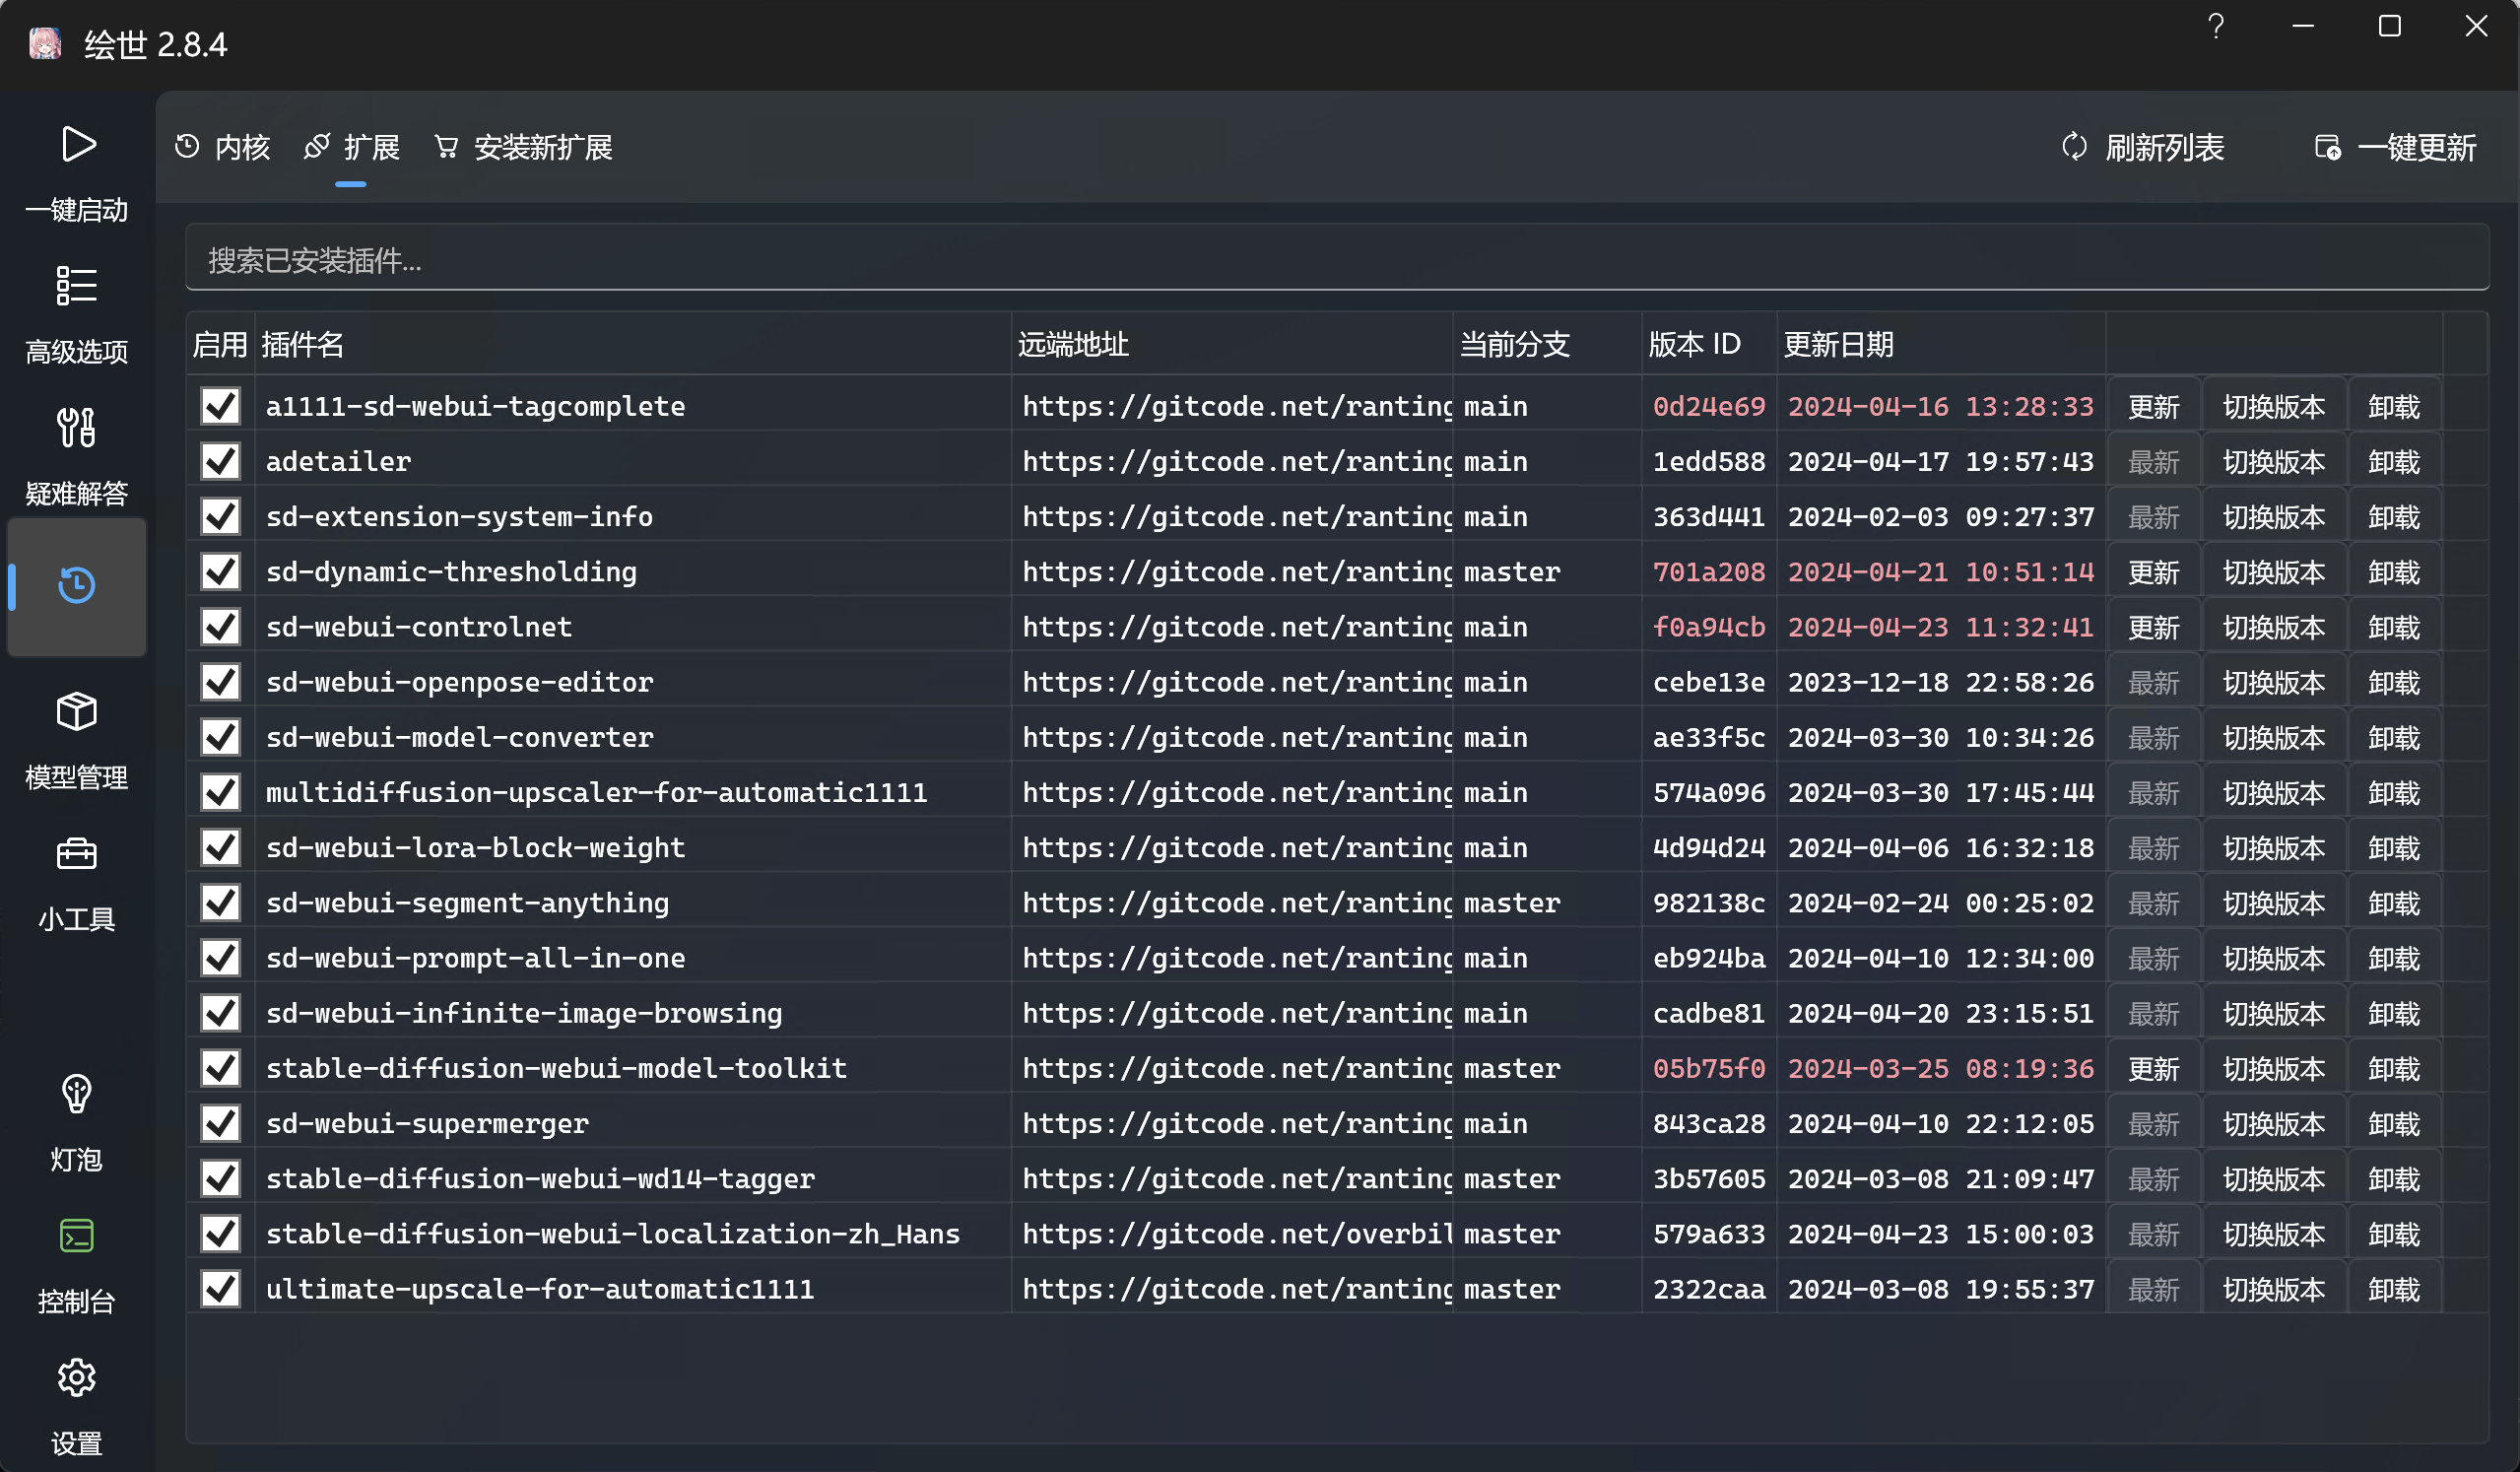 绘世 2.8.4
内核 扩展 安装新扩展 刷新列表 一键更新
一键启动
高级选项
疑难解答
模型管理
小工具
灯泡
控制台
设置
搜索已安装插件...
启用 插件名 远端地址 当前分支 版本 ID 更新日期
a1111-sd-webui-tagcomplete https://gitcode.net/ranting main 0d24e69 2024-04-16 13:28:33 更新 切换版本 卸载
adetailer https://gitcode.net/ranting main 1edd588 2024-04-17 19:57:43 最新 切换版本 卸载
sd-extension-system-info https://gitcode.net/ranting main 363d441 2024-02-03 09:27:37 最新 切换版本 卸载
sd-dynamic-thresholding https://gitcode.net/ranting master 701a208 2024-04-21 10:51:14 更新 切换版本 卸载
sd-webui-controlnet https://gitcode.net/ranting main f0a94cb 2024-04-23 11:32:41 更新 切换版本 卸载
sd-webui-openpose-editor https://gitcode.net/ranting main cebe13e 2023-12-18 22:58:26 最新 切换版本 卸载
sd-webui-model-converter https://gitcode.net/ranting main ae33f5c 2024-03-30 10:34:26 最新 切换版本 卸载
multidiffusion-upscaler-for-automatic1111 https://gitcode.net/ranting main 574a096 2024-03-30 17:45:44 最新 切换版本 卸载
sd-webui-lora-block-weight https://gitcode.net/ranting main 4d94d24 2024-04-06 16:32:18 最新 切换版本 卸载
sd-webui-segment-anything https://gitcode.net/ranting master 982138c 2024-02-24 00:25:02 最新 切换版本 卸载
sd-webui-prompt-all-in-one https://gitcode.net/ranting main eb924ba 2024-04-10 12:34:00 最新 切换版本 卸载
sd-webui-infinite-image-browsing https://gitcode.net/ranting main cadbe81 2024-04-20 23:15:51 最新 切换版本 卸载
stable-diffusion-webui-model-toolkit https://gitcode.net/ranting master 05b75f0 2024-03-25 08:19:36 更新 切换版本 卸载
sd-webui-supermerger https://gitcode.net/ranting main 843ca28 2024-04-10 22:12:05 最新 切换版本 卸载
stable-diffusion-webui-wd14-tagger https://gitcode.net/ranting master 3b57605 2024-03-08 21:09:47 最新 切换版本 卸载
stable-diffusion-webui-localization-zh_Hans https://gitcode.net/overbil master 579a633 2024-04-23 15:00:03 最新 切换版本 卸载
ultimate-upscale-for-automatic1111 https://gitcode.net/ranting master 2322caa 2024-03-08 19:55:37 最新 切换版本 卸载